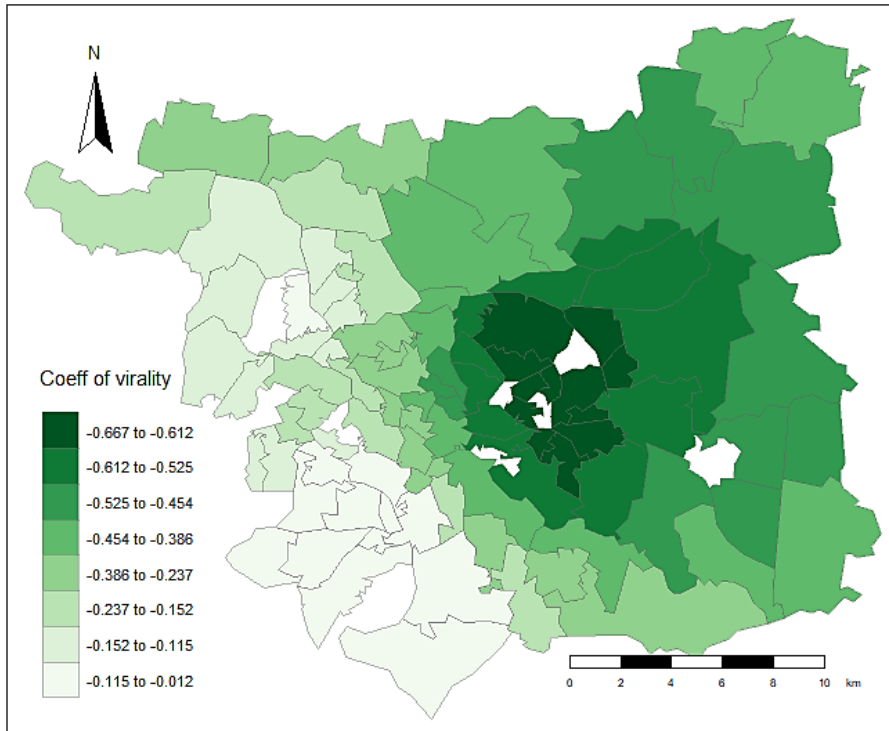 N
Coeff of virality
-0.667 to -0.612
-0.612 to -0.525
-0.525 to -0.454
-0.454 to -0.386
-0.386 to -0.237
-0.237 to -0.152
-0.152 to -0.115
-0.115 to -0.012
0 2 4 6 8 10 km